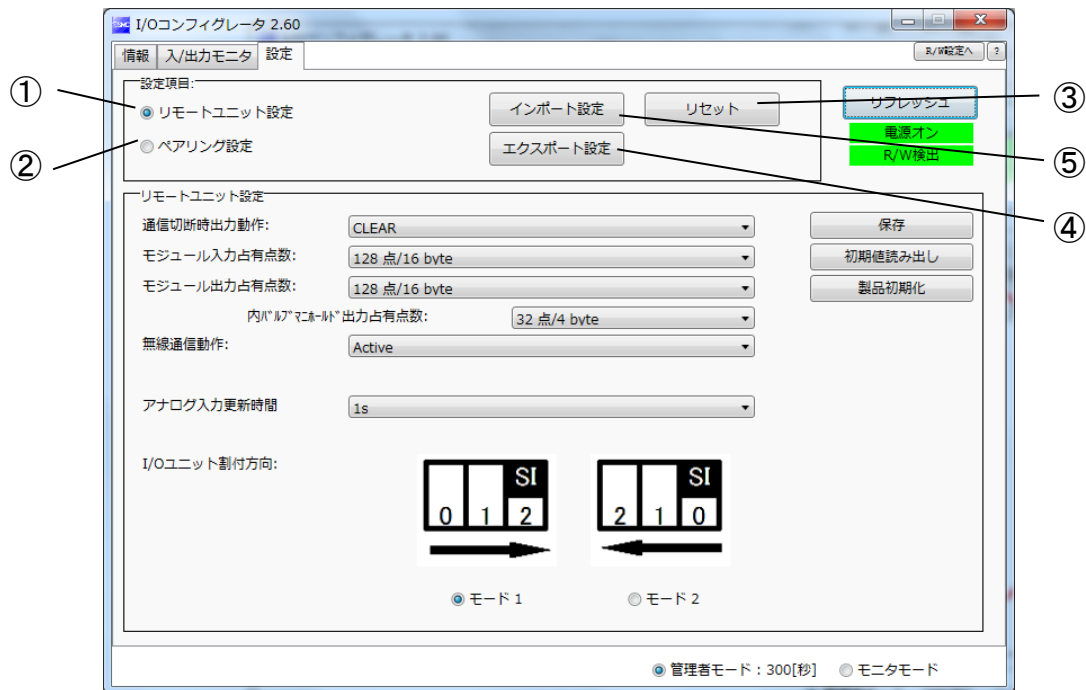 SMC I/Oコンフィグレータ 2.60
情報 入/出力モニタ 設定 R/W設定へ ?
設定項目:
① リモートユニット設定 インポート設定 リセット リフレッシュ ③
電源オン
② ペアリング設定 エクスポート設定 R/W検出 ⑤
リモートユニット設定
通信切断時出力動作: CLEAR 保存 ④
モジュール入力占有点数: 128 点/16 byte 初期値読み出し
モジュール出力占有点数: 128 点/16 byte 製品初期化
内ﾊﾞﾙﾌﾞﾏﾆﾎｰﾙﾄﾞ出力占有点数: 32 点/4 byte
無線通信動作: Active
アナログ入力更新時間 1s
I/Oユニット割付方向:
SI SI
0 1 2 2 1 0
モード 1 モード 2
管理者モード：300[秒] モニタモード